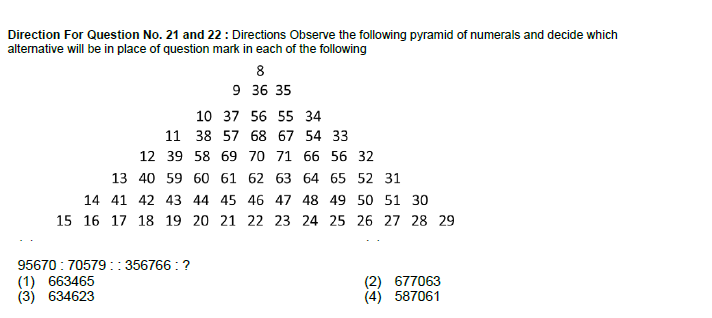 Direction For Question No. 21 and 22 : Directions Observe the following pyramid of numerals and decide which
alternative will be in place of question mark in each of the following
8
9 36 35
10 37 56 55 34
11 38 57 68 67 54 33
12 39 58 69 70 71 66 56 32
13 40 59 60 61 62 63 64 65 52 31
14 41 42 43 44 45 46 47 48 49 50 51 30
15 16 17 18 19 20 21 22 23 24 25 26 27 28 29
95670 : 70579 : : 356766 : ?
(1) 663465 (2) 677063
(3) 634623 (4) 587061